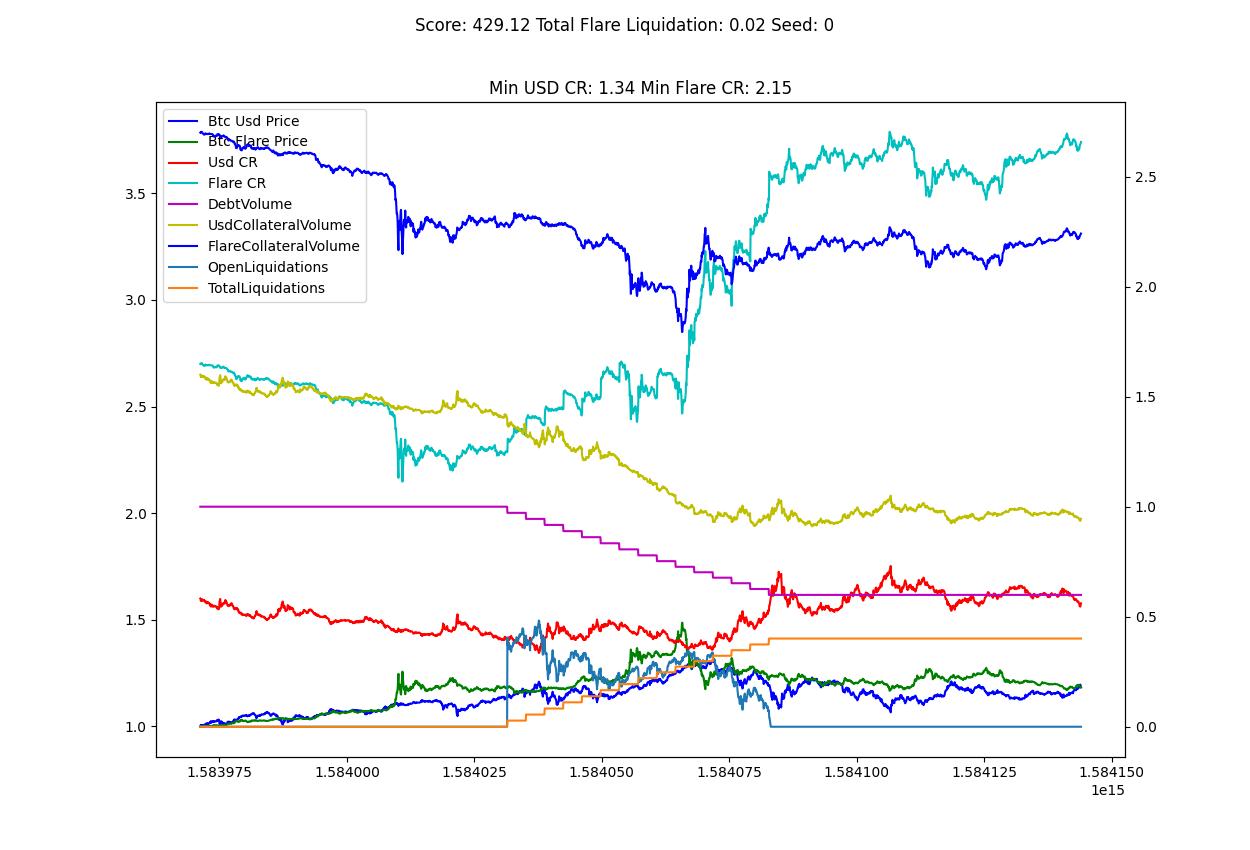 Score: 429.12 Total Flare Liquidation: 0.02 Seed: 0
Min USD CR: 1.34 Min Flare CR: 2.15
Btc Usd Price
Btc Flare Price
Usd CR
Flare CR
DebtVolume
UsdCollateralVolume
FlareCollateralVolume
OpenLiquidations
TotalLiquidations
3.5
3.0
2.5
2.0
1.5
1.0
2.5
2.0
1.5
1.0
0.5
0.0
1.583975
1.584000
1.584025
1.584050
1.584075
1.584100
1.584125
1.584150
1e15